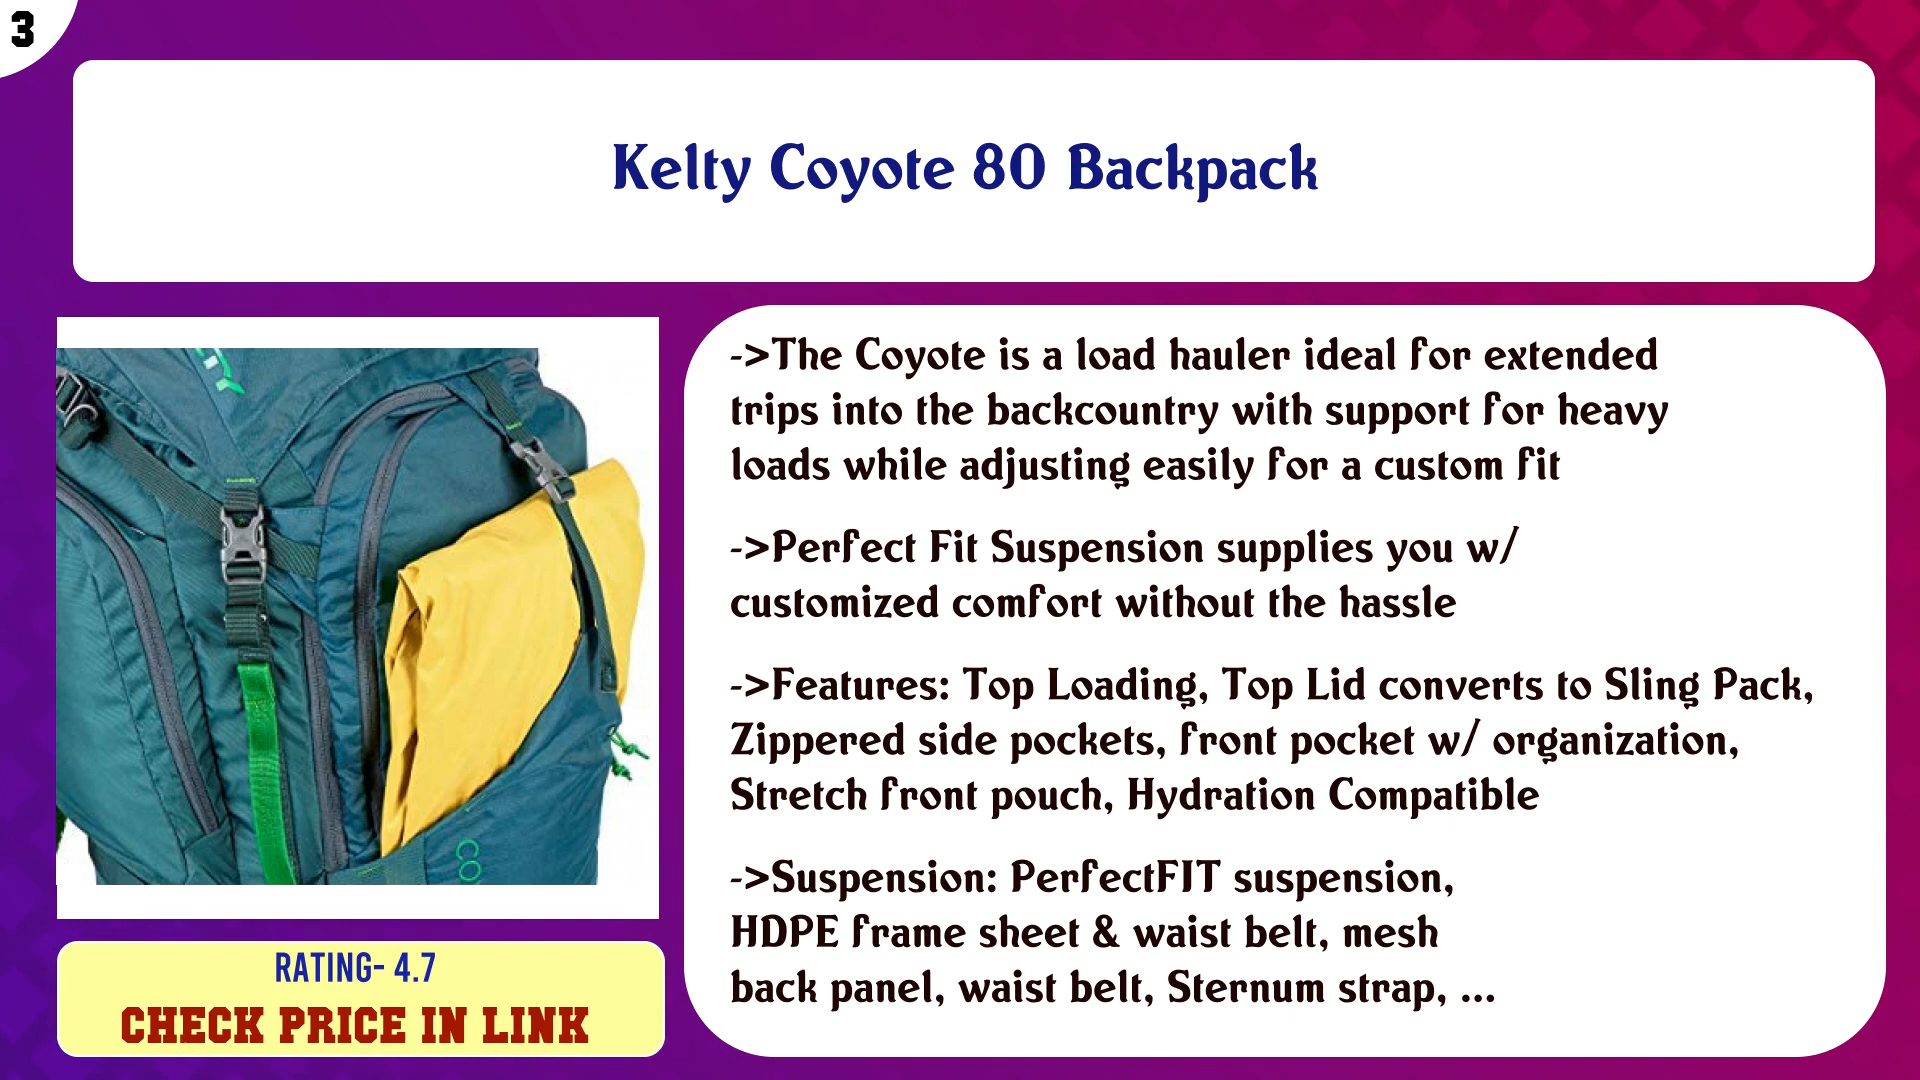 3
Kelty Coyote 80 Backpack
->The Coyote is a load hauler ideal for extended
trips into the backcountry with support for heavy
loads while adjusting easily for a custom fit
->Perfect Fit Suspension supplies you w/
customized comfort without the hassle
->Features: Top Loading, Top Lid converts to Sling Pack,
Zippered side pockets, front pocket w/ organization,
Stretch front pouch, Hydration Compatible
->Suspension: PerfectFIT suspension,
HDPE frame sheet & waist belt, mesh
back panel, waist belt, Sternum strap, ...
CO
RATING- 4.7
CHECK PRICE IN LINK